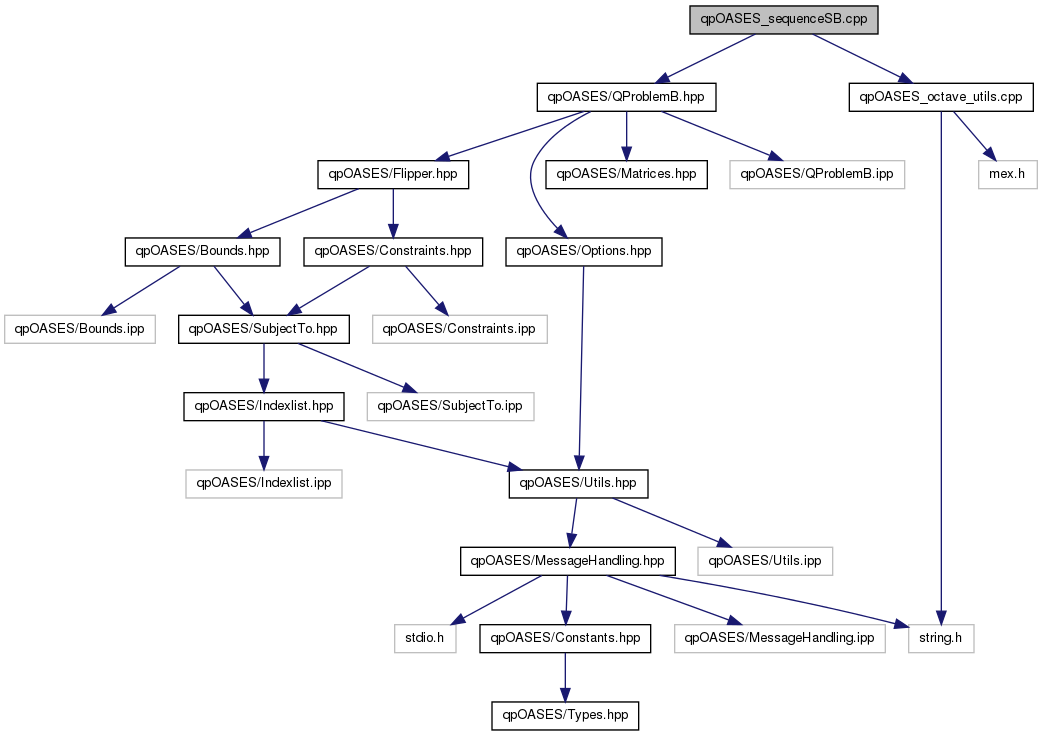 qpOASES_sequenceSB.cpp
qpOASES/QProblemB.hpp
qpOASES_octave_utils.cpp
qpOASES/Flipper.hpp
qpOASES/Matrices.hpp
qpOASES/QProblemB.ipp
mex.h
qpOASES/Bounds.hpp
qpOASES/Constraints.hpp
qpOASES/Options.hpp
qpOASES/Bounds.ipp
qpOASES/SubjectTo.hpp
qpOASES/Constraints.ipp
qpOASES/Indexlist.hpp
qpOASES/SubjectTo.ipp
qpOASES/Indexlist.ipp
qpOASES/Utils.hpp
qpOASES/MessageHandling.hpp
qpOASES/Utils.ipp
stdio.h
qpOASES/Constants.hpp
qpOASES/MessageHandling.ipp
string.h
qpOASES/Types.hpp